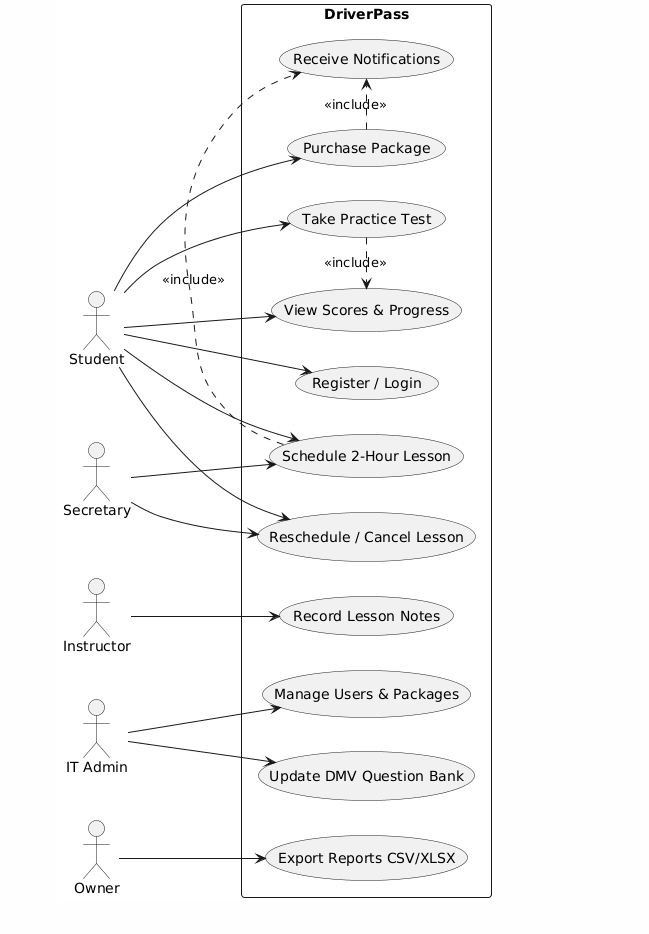 DriverPass
Receive Notifications
«include»
Purchase Package
Take Practice Test
«include»
«include»
View Scores & Progress
Student
Register / Login
Schedule 2-Hour Lesson
Secretary
Reschedule / Cancel Lesson
Record Lesson Notes
Instructor
Manage Users & Packages
IT Admin
Update DMV Question Bank
Export Reports CSV/XLSX
Owner